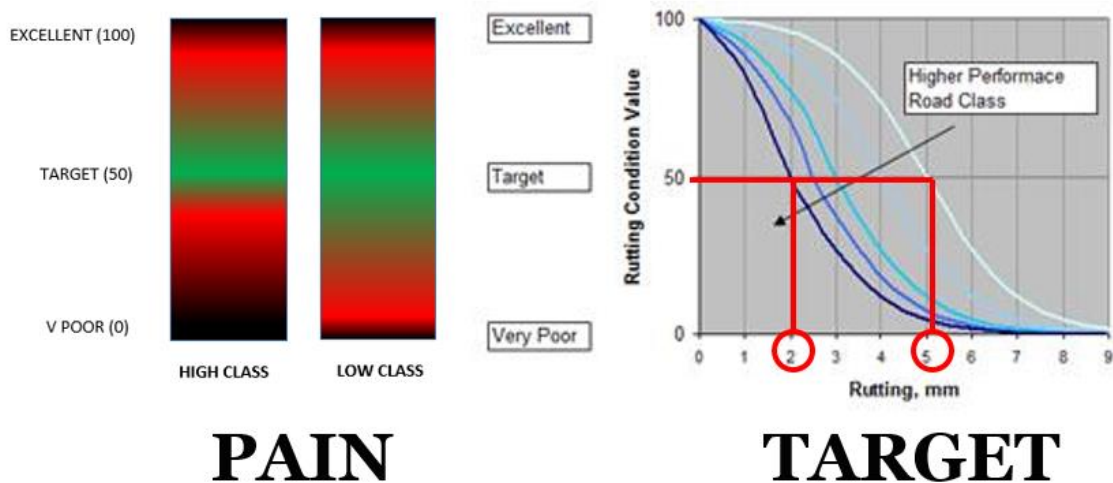 EXCELLENT (100)
TARGET (50)
V POOR (0)
HIGH CLASS
LOW CLASS
Excellent
Target
Very Poor
PAIN
Rutting Condition Value
100
50
0
Higher Performace
Road Class
0 1 2 3 4 5 6 7 8 9
Rutting, mm
TARGET